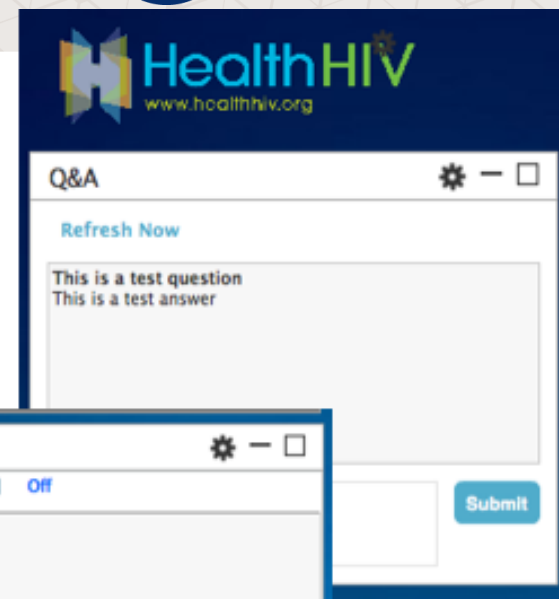 HealthHIV
www.healthhiv.org
Q&A
Refresh Now
This is a test question
This is a test answer
Off
Submit